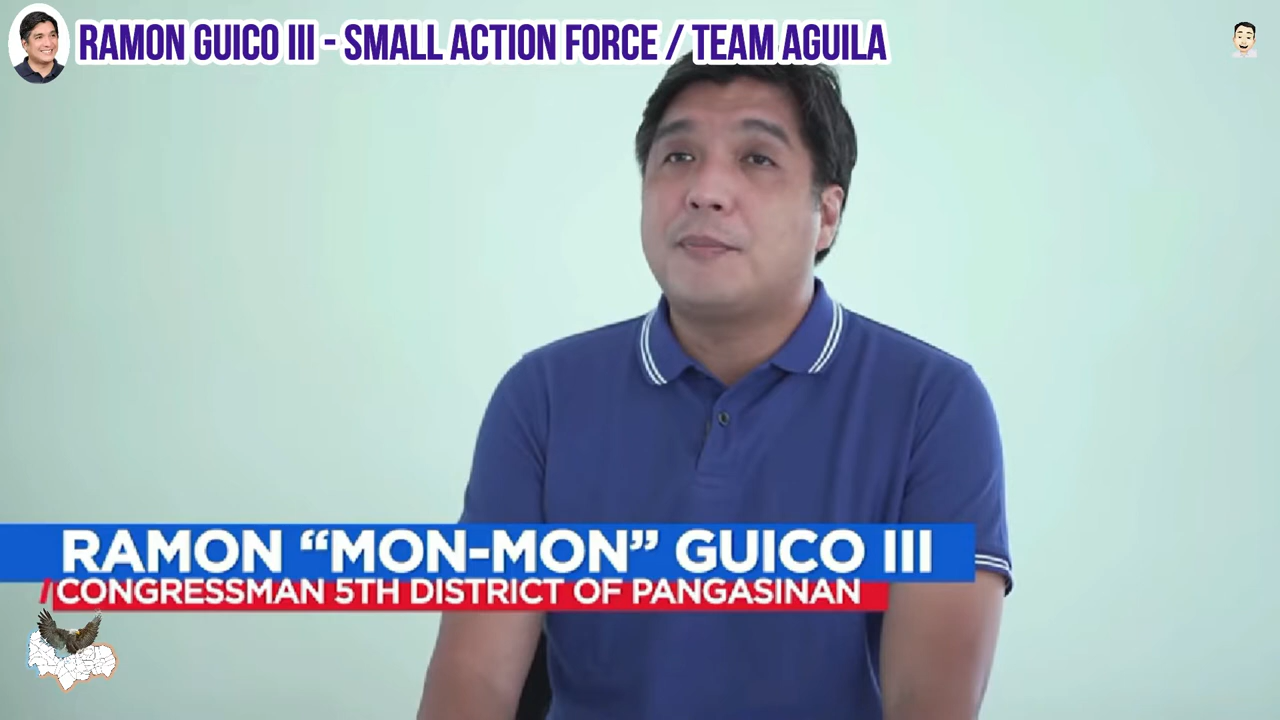 RAMON GUICO III - SMALL ACTION FORCE / TEAM AGUILA
RAMON “MON-MON” GUICO III
/CONGRESSMAN 5TH DISTRICT OF PANGASINAN